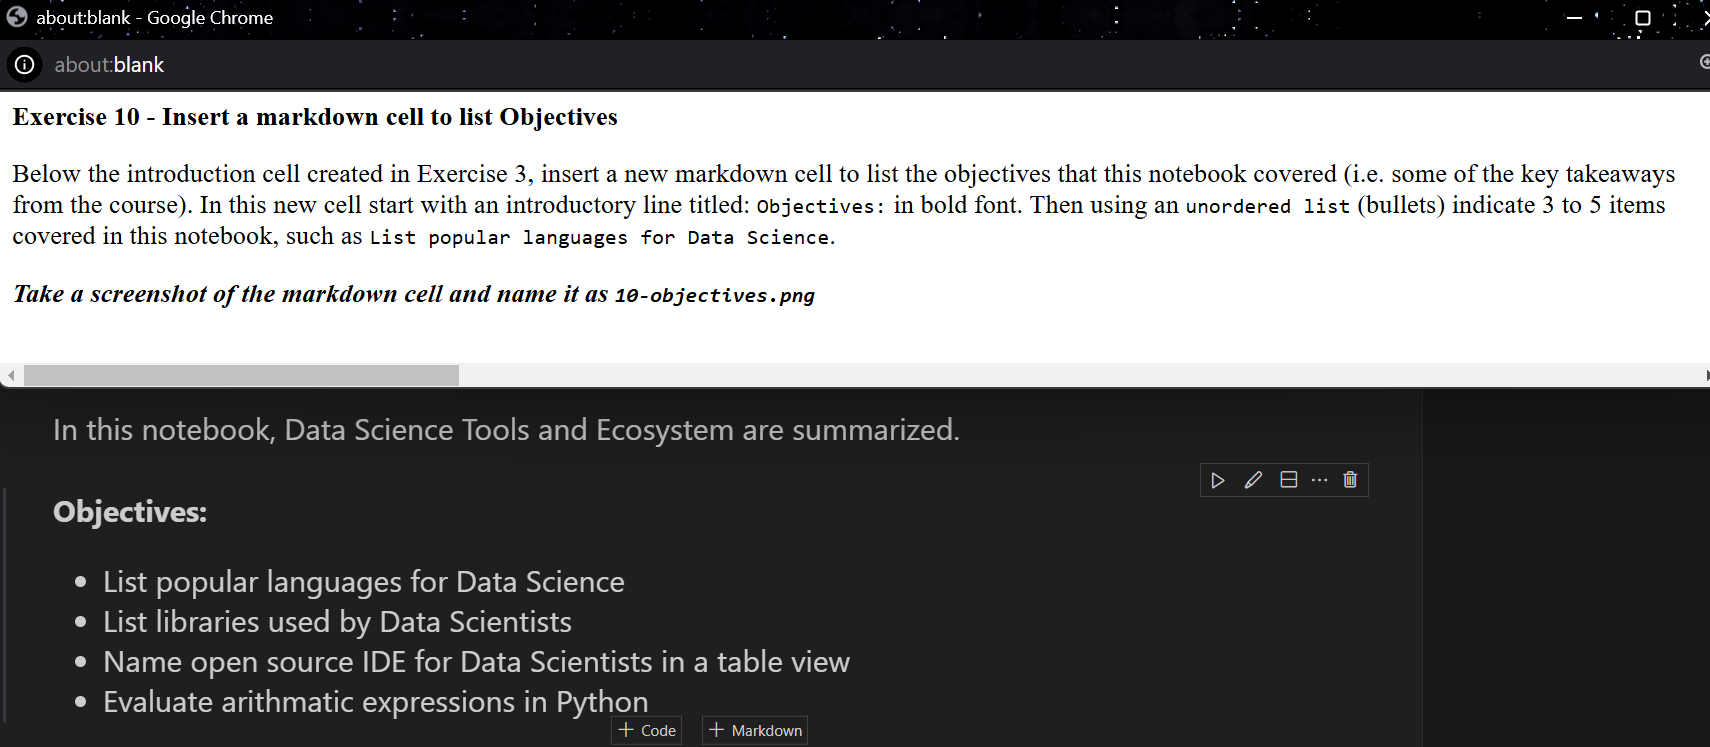 about:blank - Google Chrome
about:blank
Exercise 10 - Insert a markdown cell to list Objectives
Below the introduction cell created in Exercise 3, insert a new markdown cell to list the objectives that this notebook covered (i.e. some of the key takeaways
from the course). In this new cell start with an introductory line titled: Objectives: in bold font. Then using an unordered list (bullets) indicate 3 to 5 items
covered in this notebook, such as List popular languages for Data Science.
Take a screenshot of the markdown cell and name it as 10-objectives.png
In this notebook, Data Science Tools and Ecosystem are summarized.
Objectives:
• List popular languages for Data Science
• List libraries used by Data Scientists
• Name open source IDE for Data Scientists in a table view
• Evaluate arithmatic expressions in Python
+ Code + Markdown